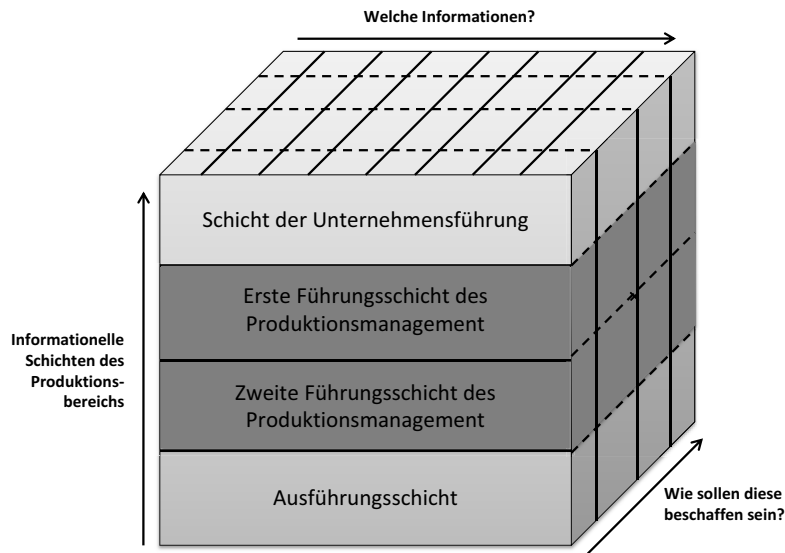 Welche Informationen?
Schicht der Unternehmensführung
Erste Führungsschicht des
Produktionsmanagement
Informationelle
Schichten des
Produktions-
bereichs
Zweite Führungsschicht des
Produktionsmanagement
Ausführungsschicht
Wie sollen diese
beschaffen sein?